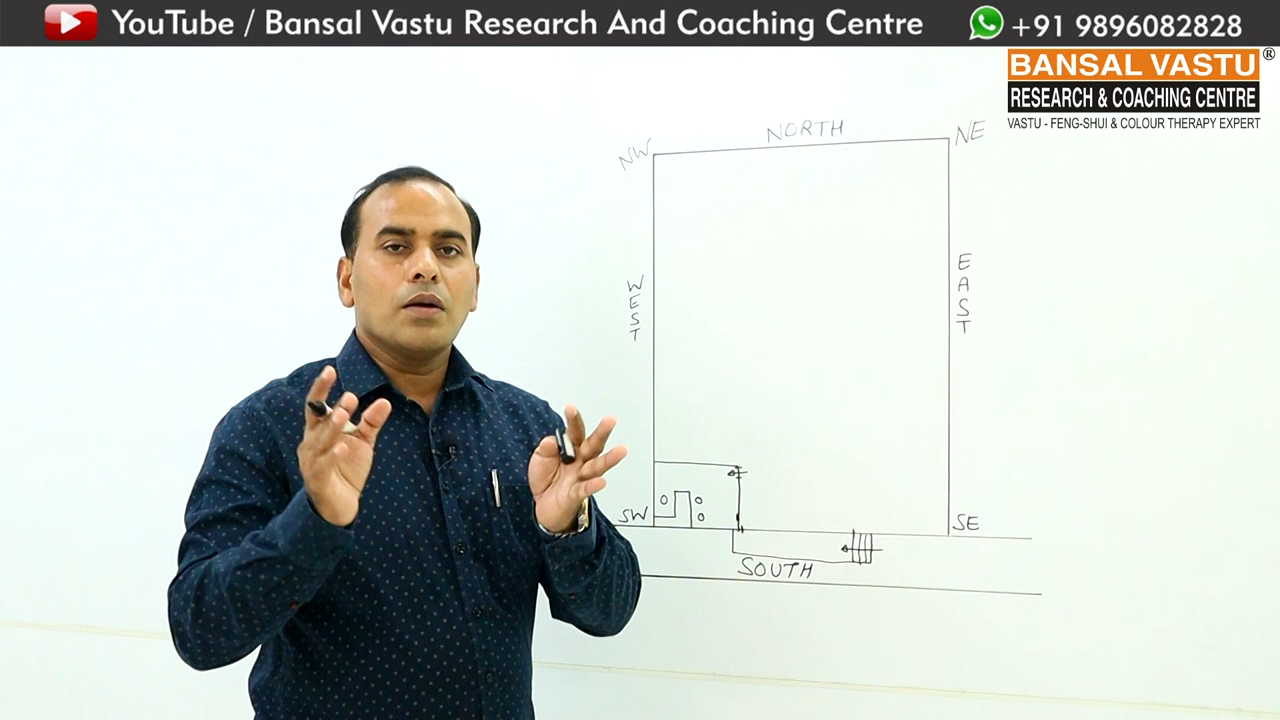 YouTube / Bansal Vastu Research And Coaching Centre
+91 9896082828
BANSAL VASTU ®
RESEARCH & COACHING CENTRE
VASTU - FENG-SHUI & COLOUR THERAPY EXPERT
NORTH
NW
NE
WEST
EAST
SW
SE
SOUTH